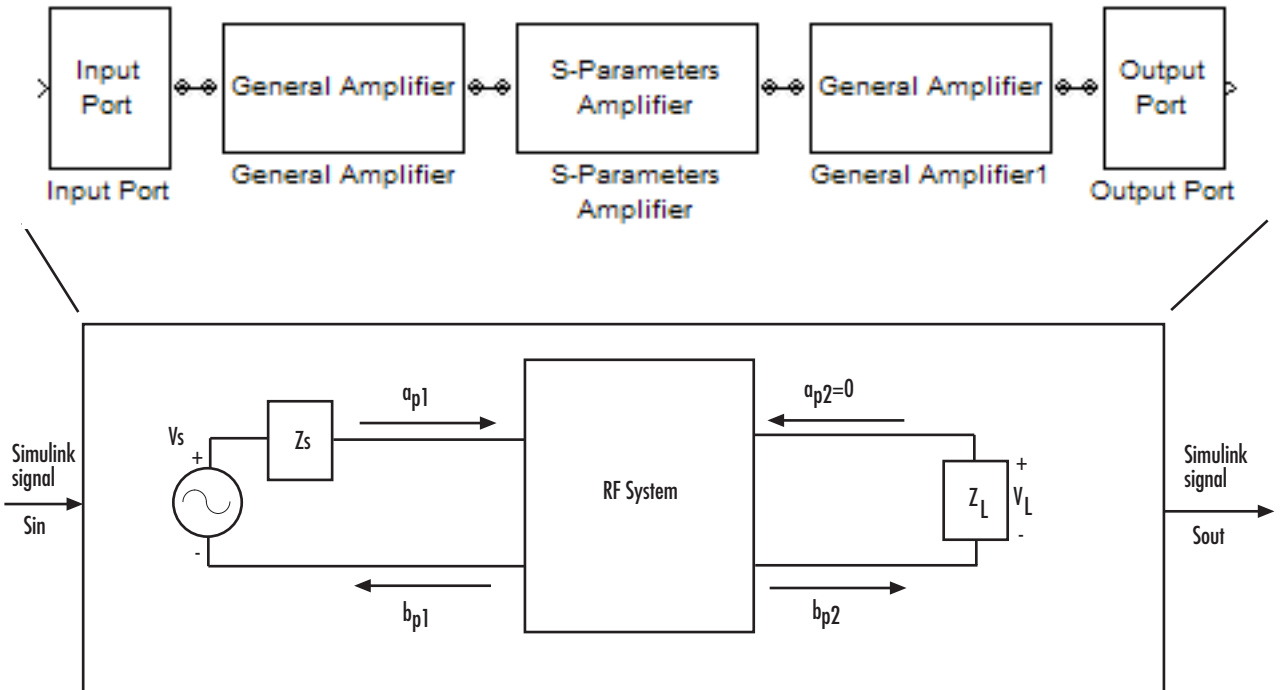 Input
Port
General Amplifier
S-Parameters
Amplifier
General Amplifier
Output
Port
Input Port
General Amplifier
S-Parameters
Amplifier
General Amplifier1
Output Port
Simulink
signal
Sin
Vs
+
-
Zs
ap1
bp1
RF System
ap2=0
bp2
ZL
+
VL
-
Simulink
signal
Sout